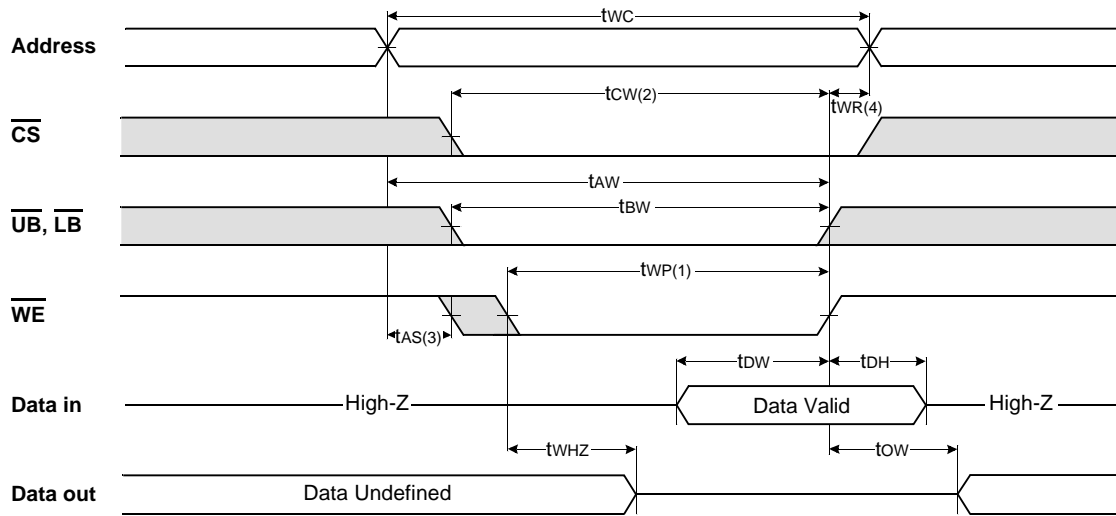 tWC
Address
tCW(2)
tWR(4)
CS
tAW
UB, LB
tBW
tWP(1)
WE
tAS(3)
tDW
tDH
Data in
High-Z
Data Valid
High-Z
tWHZ
tOW
Data out
Data Undefined